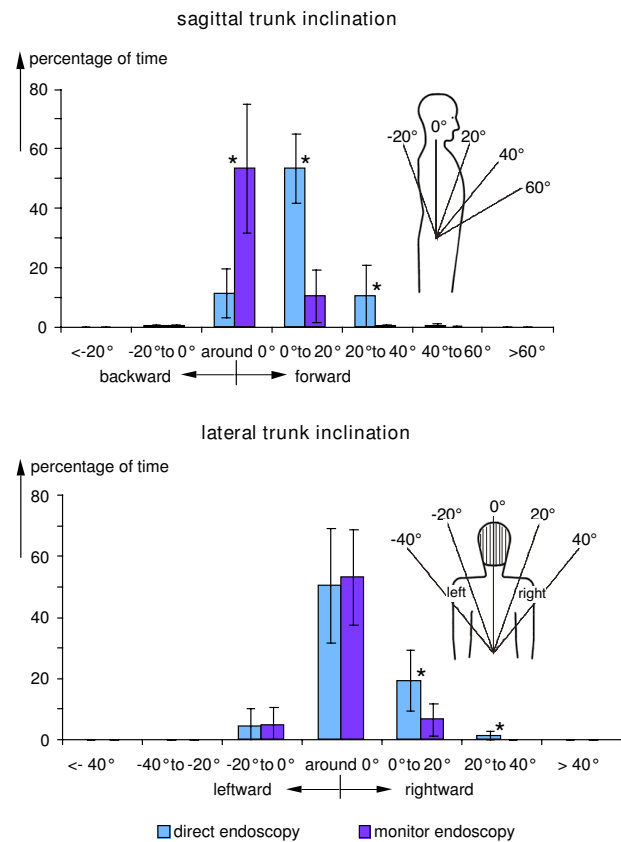 sagittal trunk inclination
percentage of time
80
60
40
20
0
* * *
-20° 0° 20°
40°
60°
<-20° -20°to 0° around 0° 0°to 20° 20°to 40° 40°to 60° >60°
backward forward
lateral trunk inclination
percentage of time
80
60
40
20
0
* *
-40° -20° 0° 20° 40°
left right
<- 40° -40°to -20° -20°to 0° around 0° 0°to 20° 20°to 40° > 40°
leftward rightward
direct endoscopy monitor endoscopy